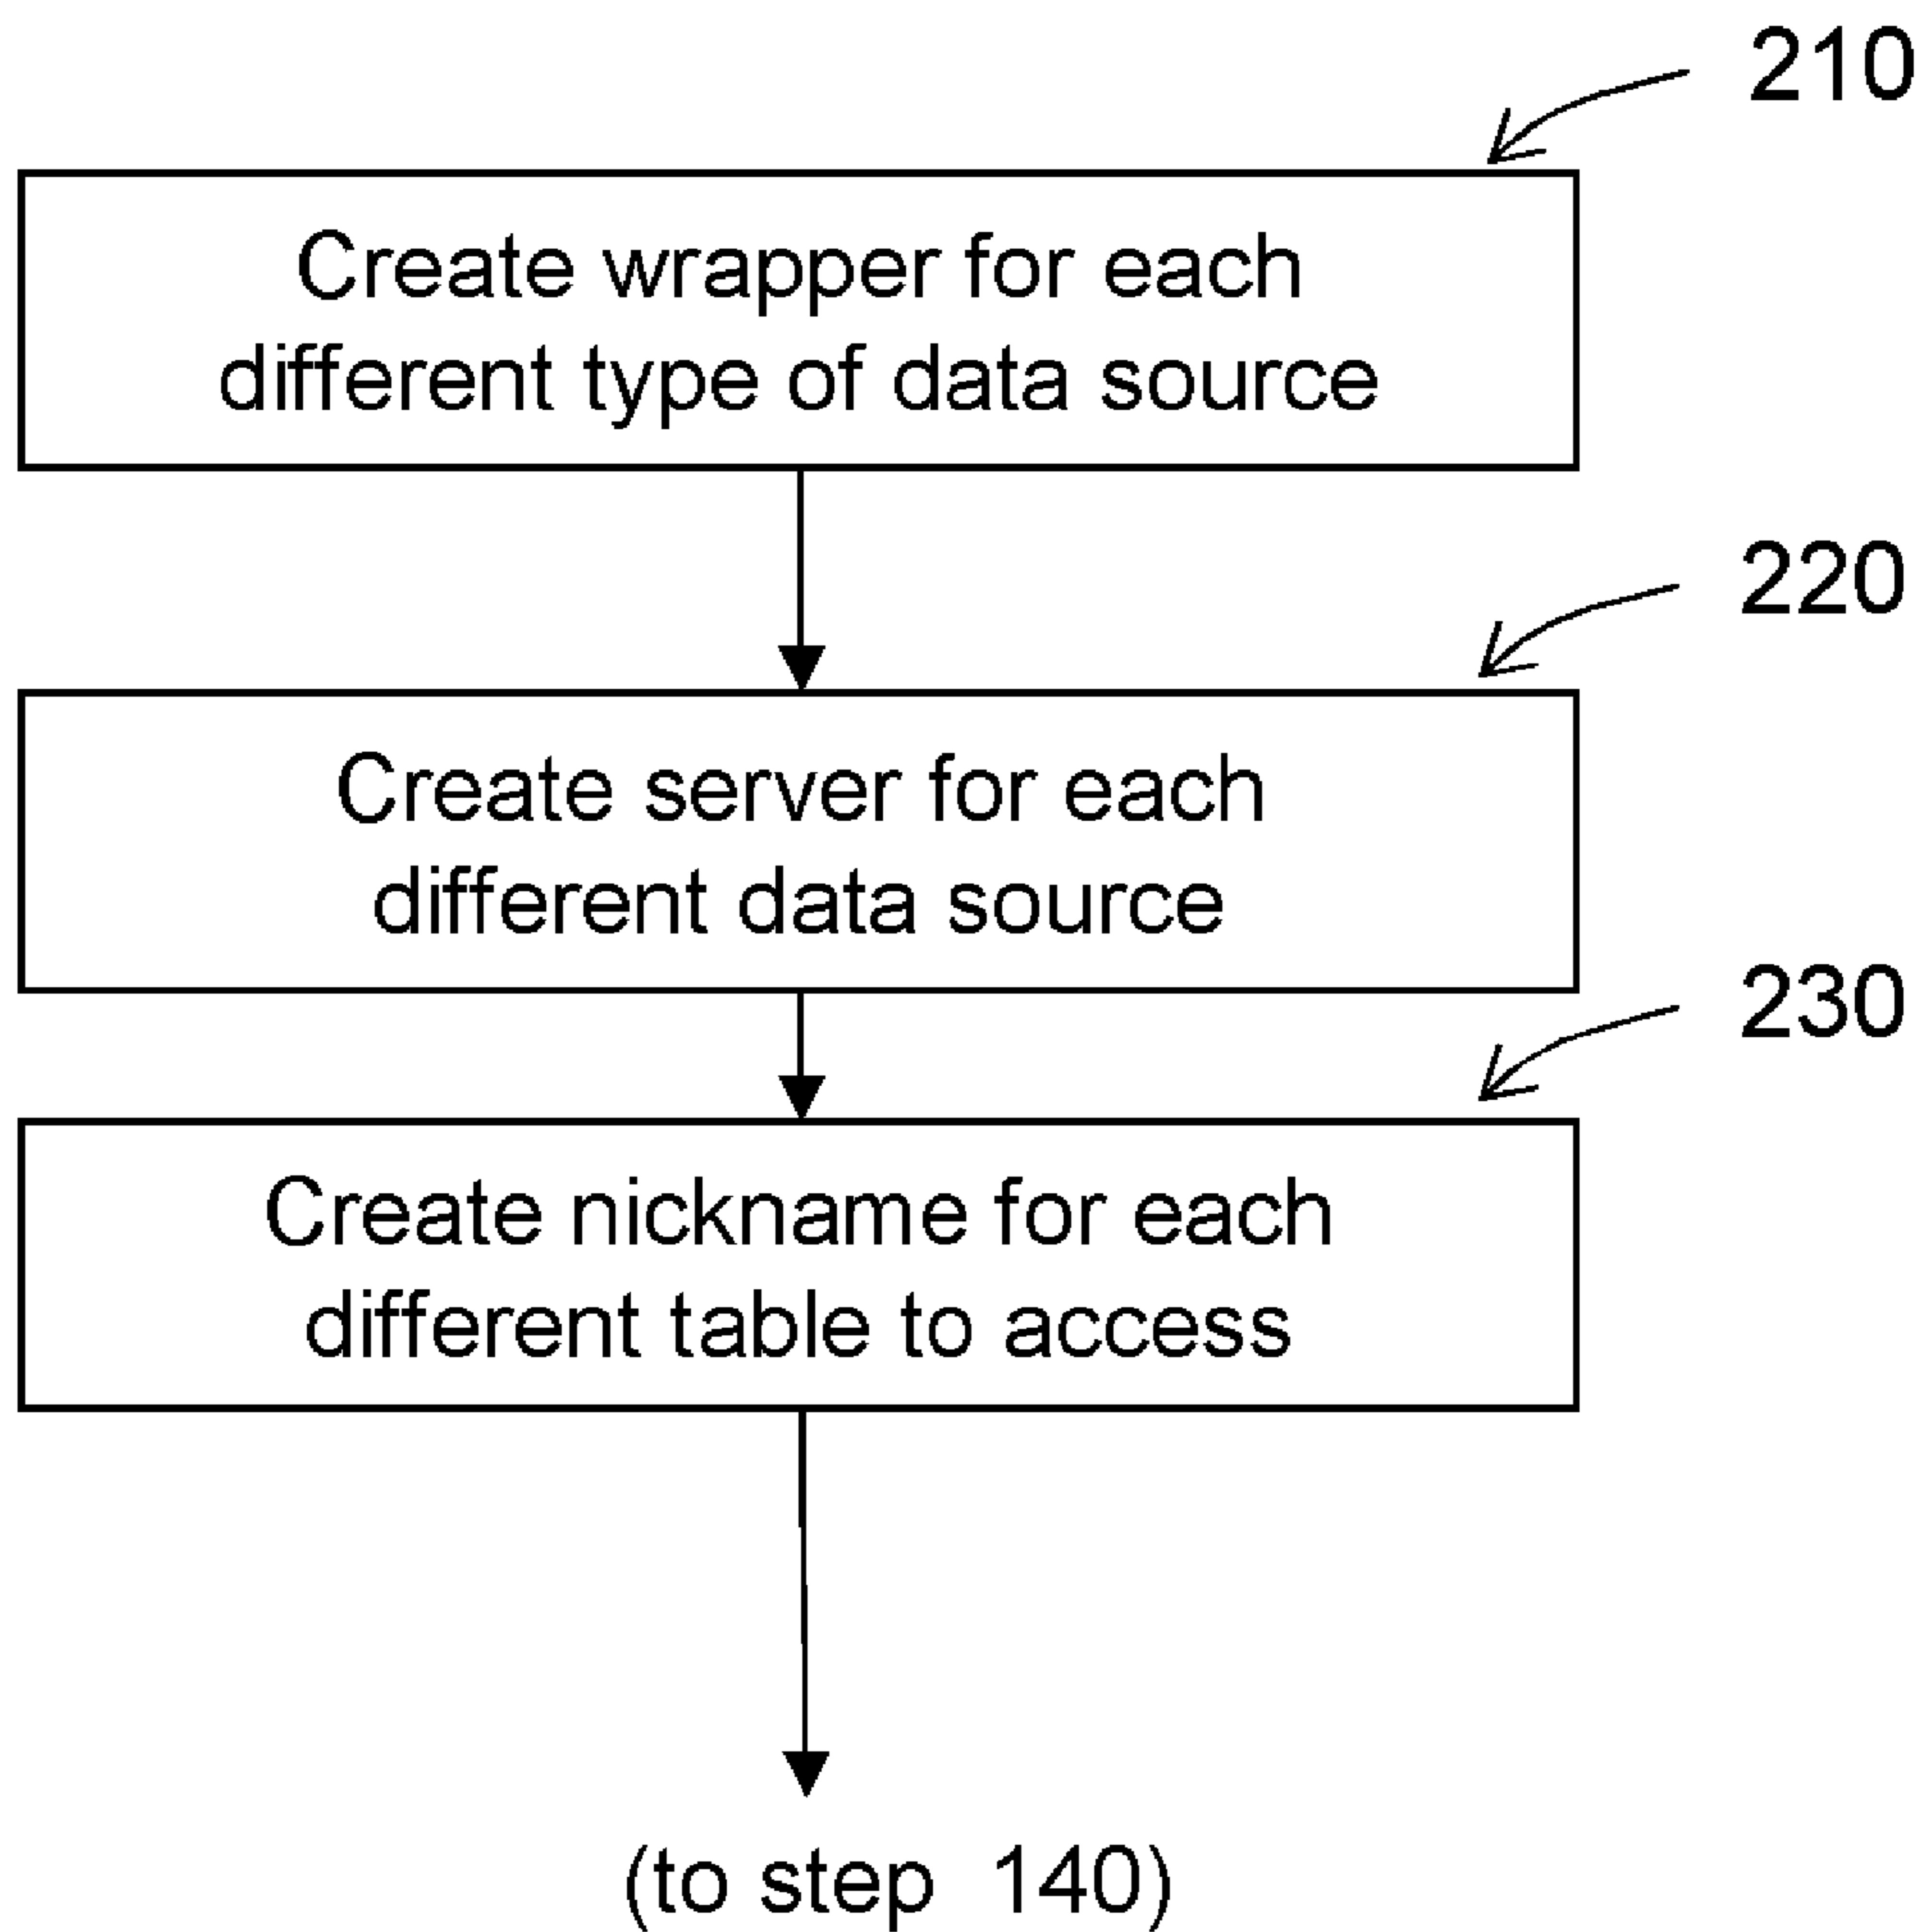 210
Create wrapper for each
different type of data source
220
Create server for each
different data source
230
Create nickname for each
different table to access
(to step 140)